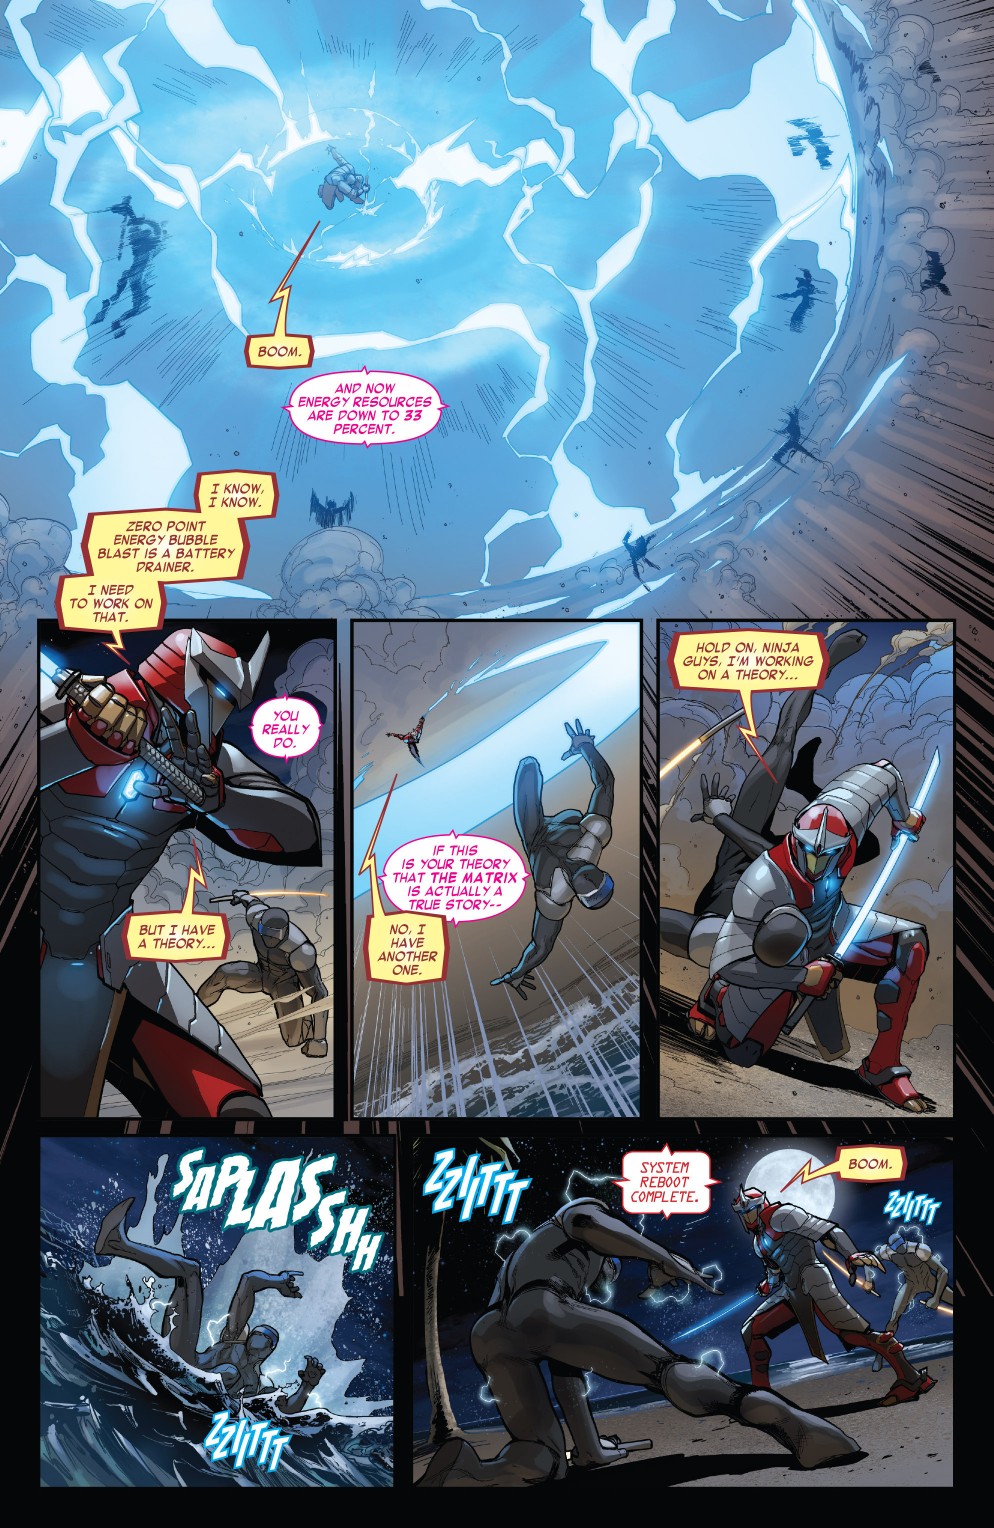 BOOM.
AND NOW
ENERGY RESOURCES
ARE DOWN TO 33
PERCENT.
I KNOW,
I KNOW.
ZERO POINT
ENERGY BUBBLE
BLAST IS A BATTERY
DRAINER.
I NEED
TO WORK ON
THAT.
YOU
REALLY
DO.
BUT I HAVE
A THEORY...
IF THIS
IS YOUR THEORY
THAT THE MATRIX
IS ACTUALLY A
TRUE STORY--
NO, I
HAVE
ANOTHER
ONE.
HOLD ON, NINJA
GUYS, I'M WORKING
ON A THEORY...
SAPLASSSHH
ZZIITTT
ZZIITTT
SYSTEM
REBOOT
COMPLETE.
BOOM.
ZZIITTT